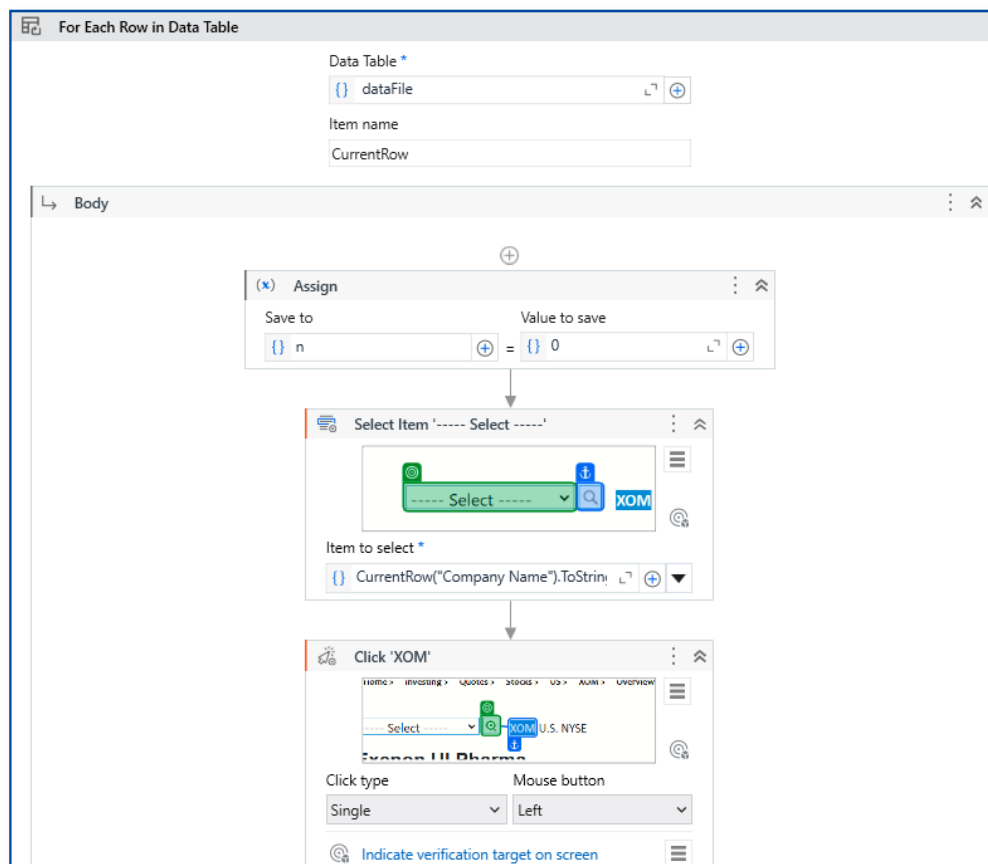 For Each Row in Data Table
Data Table *
{} dataFile
Item name
CurrentRow
Body
(x) Assign
Save to Value to save
{} n = {} 0
Select Item '----- Select -----'
----- Select ----- XOM
Item to select *
{} CurrentRow("Company Name").ToString
Click 'XOM'
Home > Investing > Quotes > Stocks > US > XOM > Overview
---- Select ----- XOM U.S. NYSE
Click type Mouse button
Single Left
Indicate verification target on screen